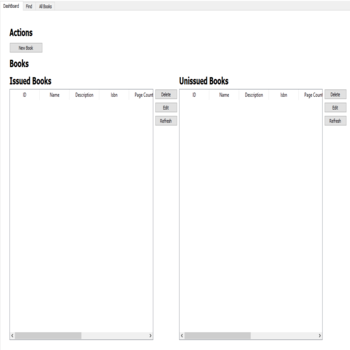 Dashboard Find All Books
Actions
New Book
Books
Issued Books
ID Name Description Isbn Page Count
Delete
Edit
Refresh
Unissued Books
ID Name Description Isbn Page Count
Delete
Edit
Refresh